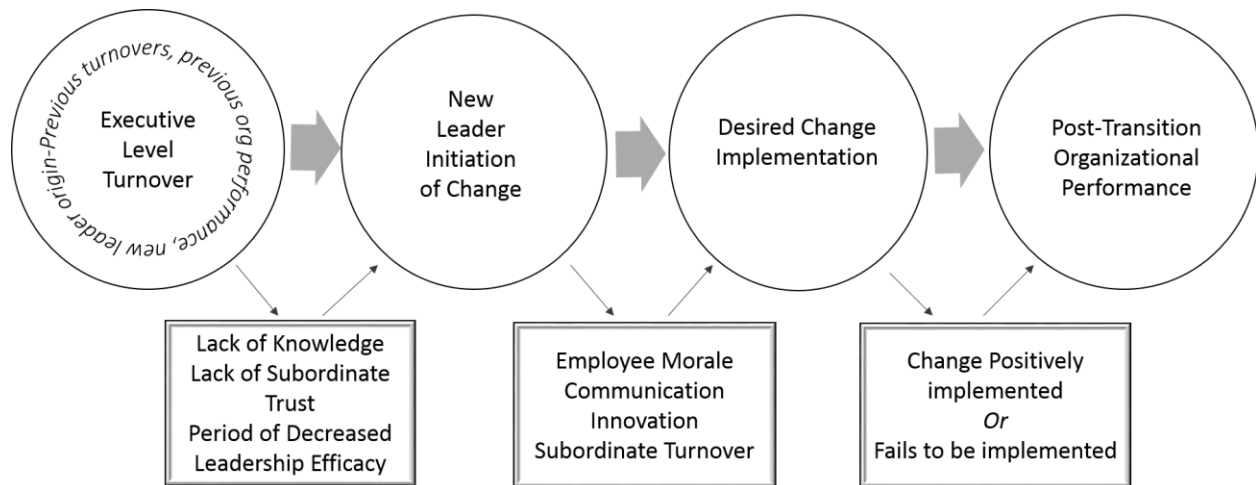 Previous turnovers, previous org performance, new leader origin-
Executive
Level
Turnover
New
Leader
Initiation
of Change
Desired Change
Implementation
Post-Transition
Organizational
Performance
Lack of Knowledge
Lack of Subordinate
Trust
Period of Decreased
Leadership Efficacy
Employee Morale
Communication
Innovation
Subordinate Turnover
Change Positively
implemented
Or
Fails to be implemented